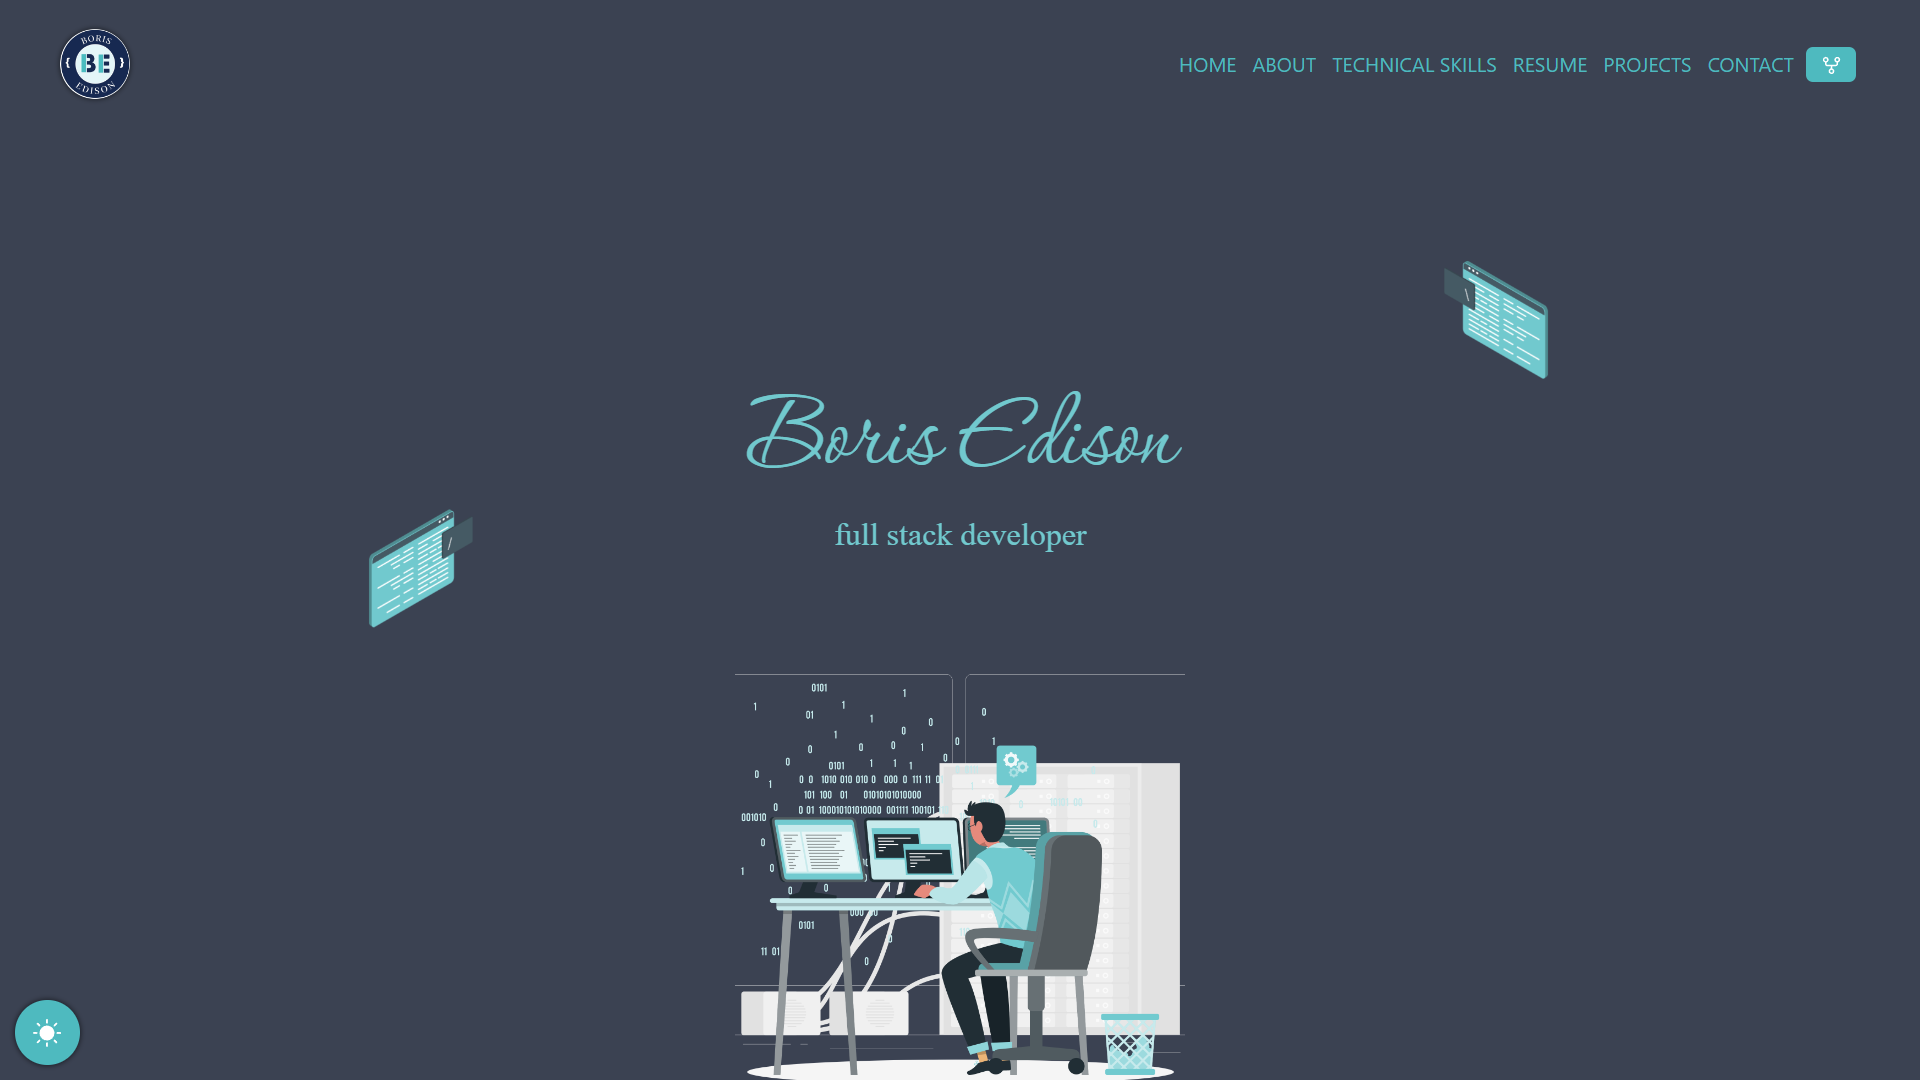 BORIS
{ BE }
EDISON
HOME ABOUT TECHNICAL SKILLS RESUME PROJECTS CONTACT
Boris Edison
full stack developer